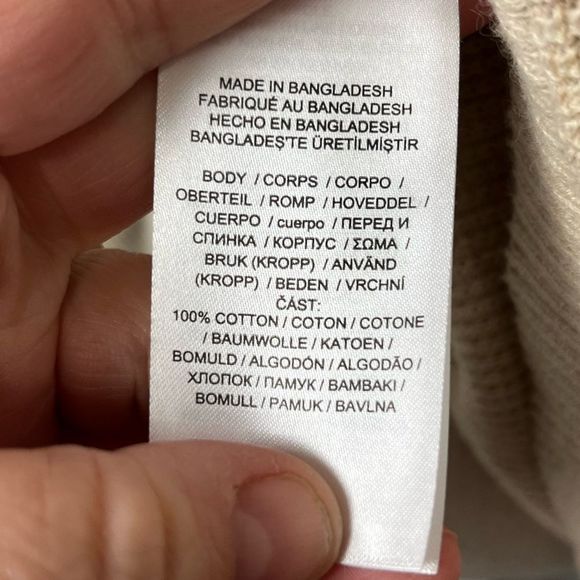 MADE IN BANGLADESH
FABRIQUÉ AU BANGLADESH
HECHO EN BANGLADESH
BANGLADEŞ'TE ÜRETİLMİŞTİR
BODY / CORPS / CORPO /
OBERTEIL / ROMP / HOVEDDEL /
CUERPO / cuerpo / ПЕРЕД И
СПИНКА / КОРПУС / ΣΩΜΑ /
BRUK (KROPP) / ANVÄND
(KROPP) / BEDEN / VRCHNÍ
ČÁST:
100% COTTON / COTON / COTONE
/ BAUMWOLLE / KATOEN /
BOMULD / ALGODÓN / ALGODÃO /
ХЛОПОК / ПАМУК / ΒΑΜΒΑΚΙ /
BOMULL / PAMUK / BAVLNA